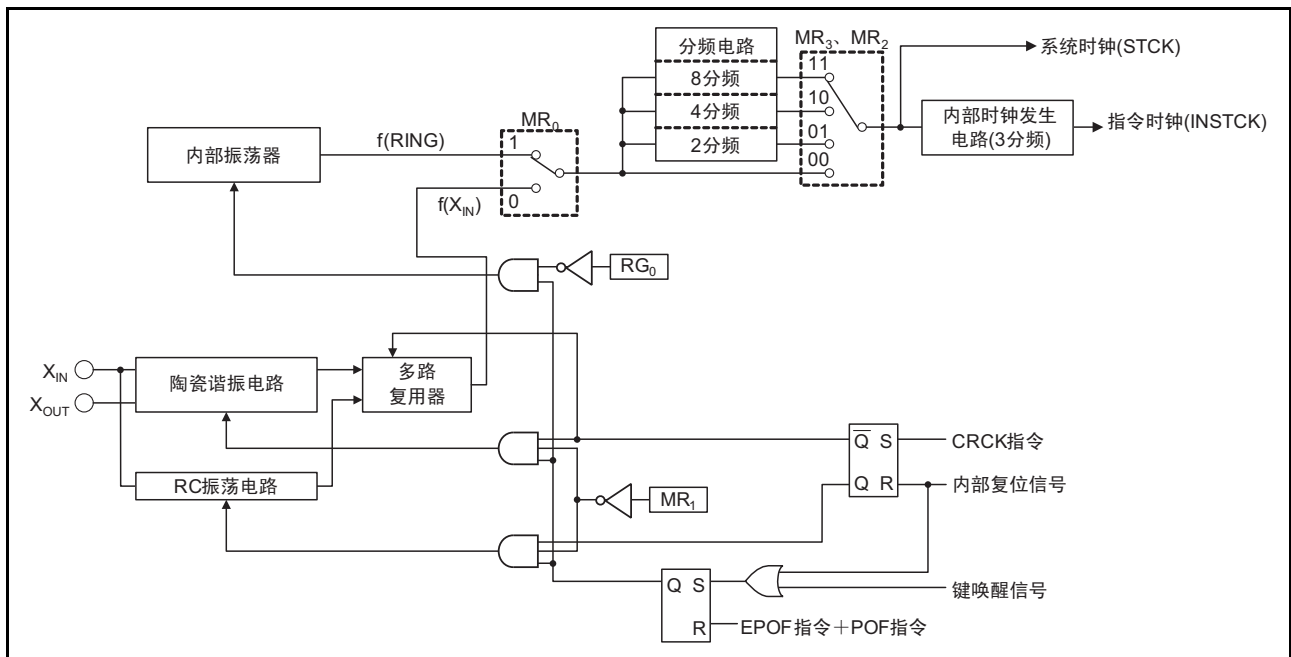 分频电路
MR3、MR2
系统时钟(STCK)
8分频
11
4分频
10
2分频
01
00
内部时钟发生
电路(3分频)
指令时钟(INSTCK)
内部振荡器
f(RING)
MR0
1
0
f(XIN)
RG0
XIN
XOUT
陶瓷谐振电路
多路
复用器
RC振荡电路
MR1
Q S
Q R
CRCK指令
内部复位信号
Q S
R
键唤醒信号
EPOF指令＋POF指令